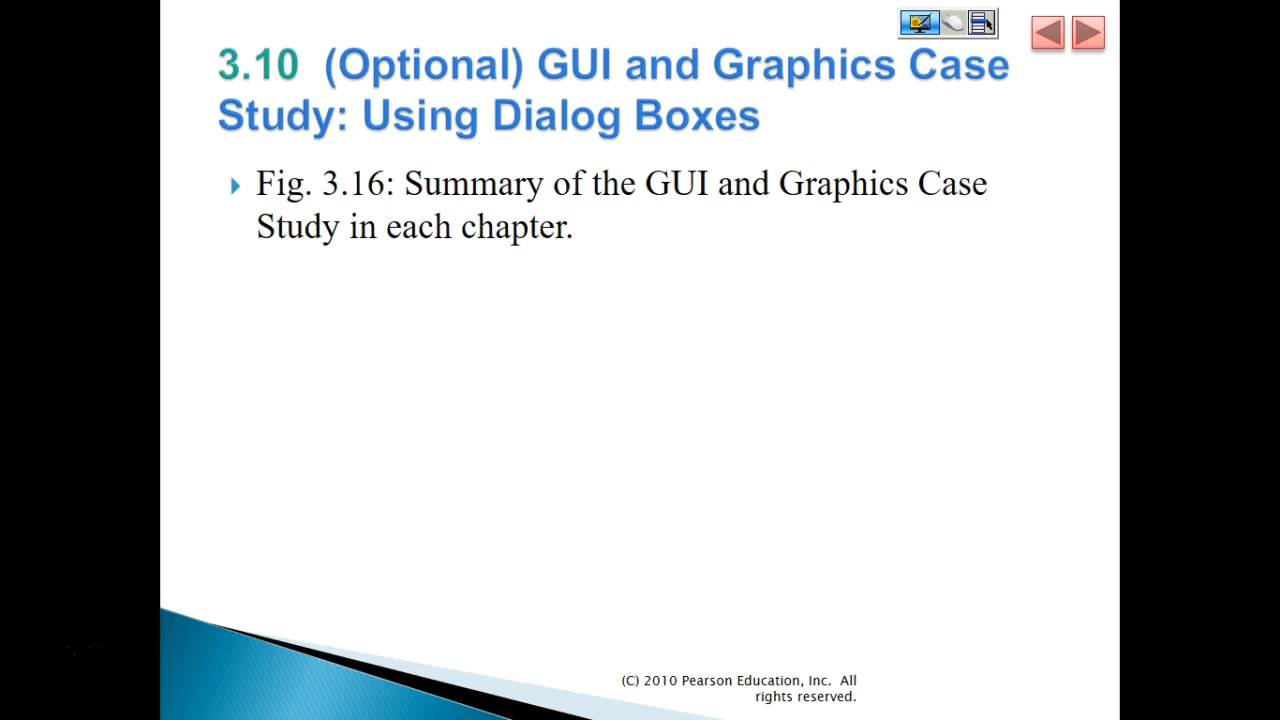 3.10 (Optional) GUI and Graphics Case
Study: Using Dialog Boxes
Fig. 3.16: Summary of the GUI and Graphics Case
Study in each chapter.
(C) 2010 Pearson Education, Inc. All
rights reserved.